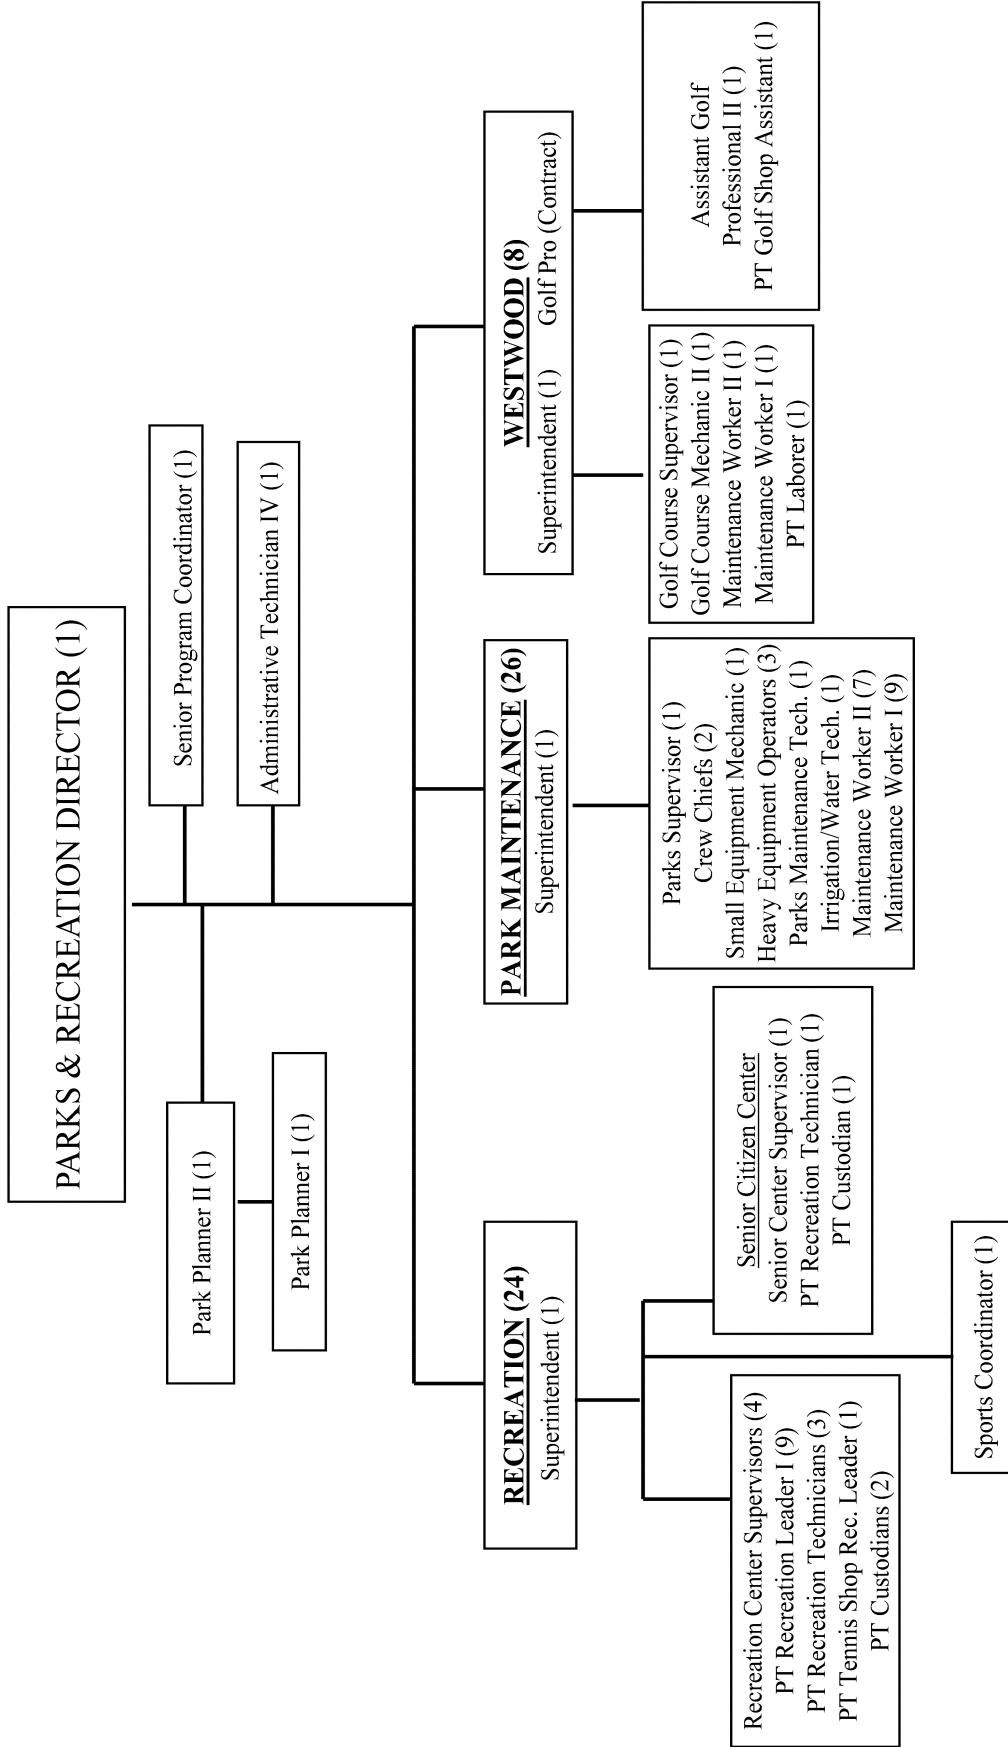 PARKS & RECREATION DIRECTOR (1)
Senior Program Coordinator (1)
Park Planner II (1)
Administrative Technician IV (1)
Park Planner I (1)
RECREATION (24)
Superintendent (1)
PARK MAINTENANCE (26)
Superintendent (1)
WESTWOOD (8)
Superintendent (1) Golf Pro (Contract)
Recreation Center Supervisors (4)
PT Recreation Leader I (9)
PT Recreation Technicians (3)
PT Tennis Shop Rec. Leader (1)
PT Custodians (2)
Senior Citizen Center
Senior Center Supervisor (1)
PT Recreation Technician (1)
PT Custodian (1)
Sports Coordinator (1)
Parks Supervisor (1)
Crew Chiefs (2)
Small Equipment Mechanic (1)
Heavy Equipment Operators (3)
Parks Maintenance Tech. (1)
Irrigation/Water Tech. (1)
Maintenance Worker II (7)
Maintenance Worker I (9)
Golf Course Supervisor (1)
Golf Course Mechanic II (1)
Maintenance Worker II (1)
Maintenance Worker I (1)
PT Laborer (1)
Assistant Golf
Professional II (1)
PT Golf Shop Assistant (1)